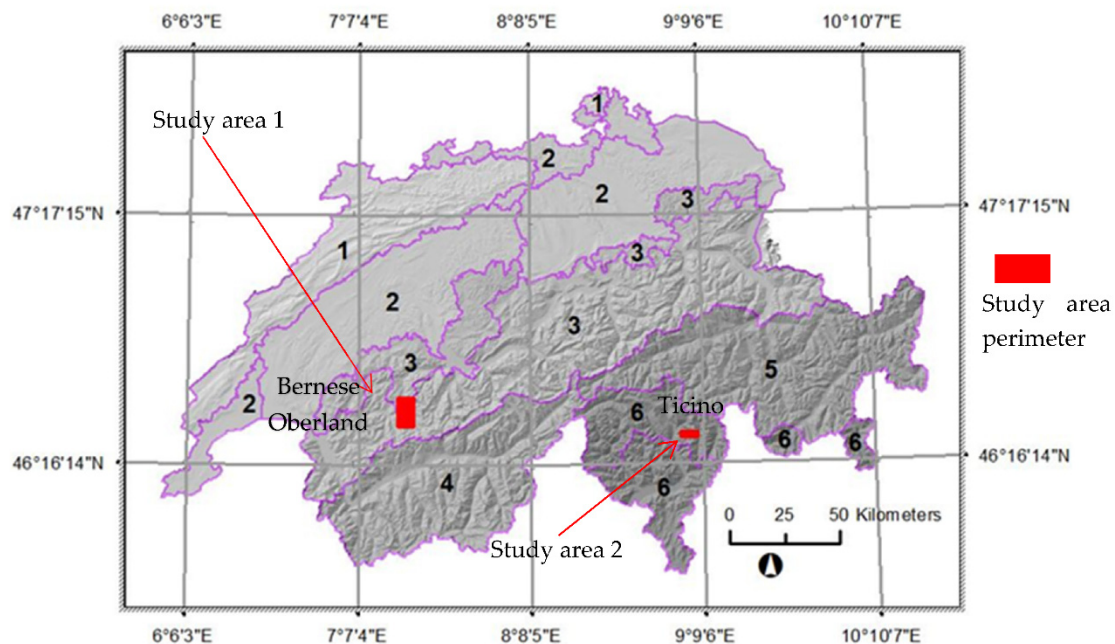 6°6'3"E 7°7'4"E 8°8'5"E 9°9'6"E 10°10'7"E
Study area 1
1
2
2
3
47°17'15"N 47°17'15"N
1
3
2
3
Study area
perimeter
3
5
Bernese
Oberland
2
6 Ticino
6 6
46°16'14"N 46°16'14"N
4
6
0 25 50 Kilometers
Study area 2
6°6'3"E 7°7'4"E 8°8'5"E 9°9'6"E 10°10'7"E